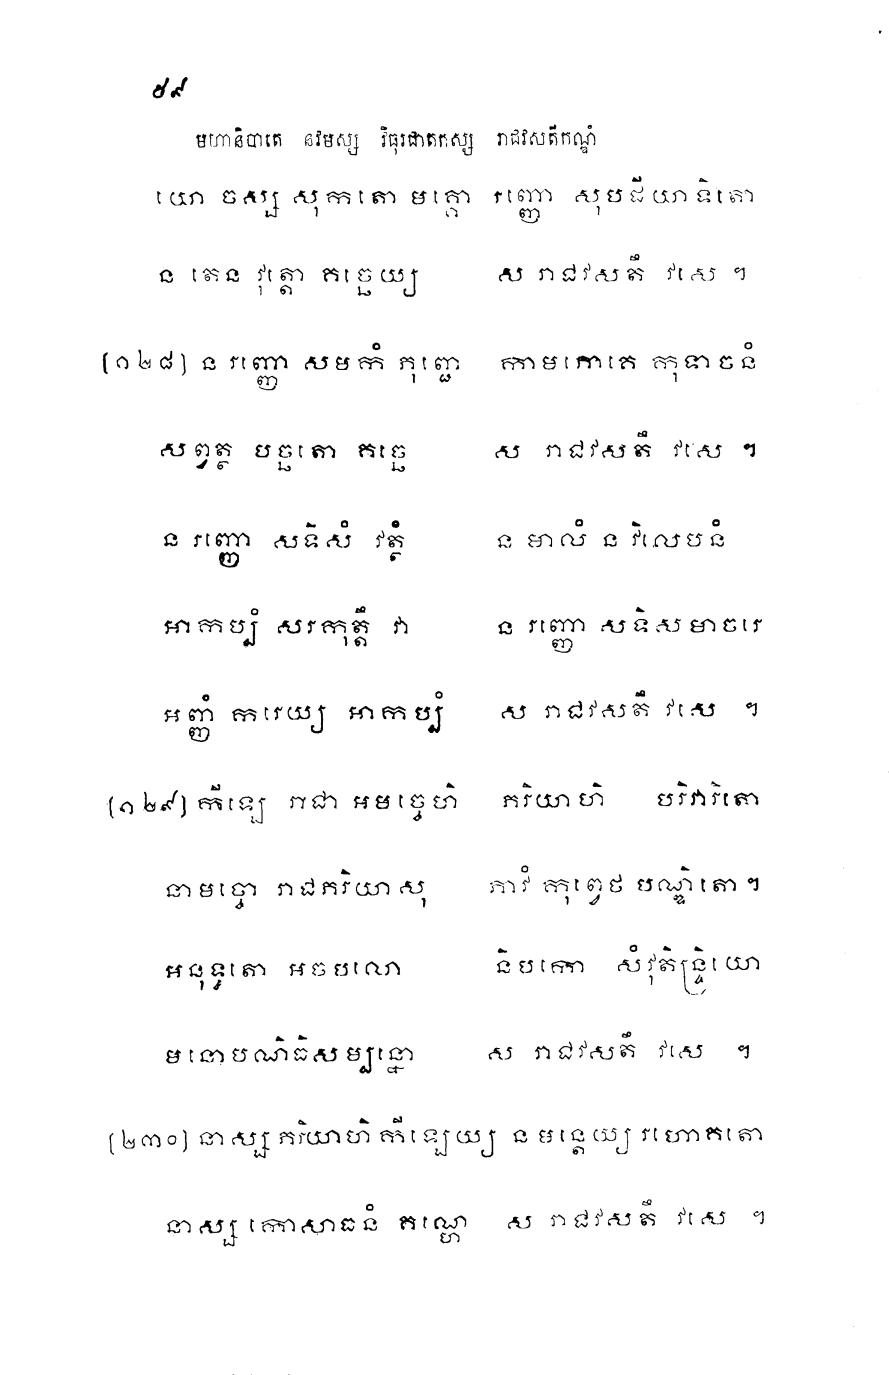 ៥៩
មហានិបាតេ នវមស្ស វិធុរជាតកស្ស រាជវសតីកណ្ឌំ
យោ ចស្ស សុកតោ មគ្គោ រញ្ញោ សុបដិយាទិតោ
ន តេន វុត្តោ គច្ឆេយ្យ ស រាជវសតឹ វសេ ។
(១២៨) ន រញ្ញោ សមកំ ភុញ្ជេ កាមភោគេ កុទាចនំ
សព្វត្ថ បច្ឆតោ គច្ឆេ ស រាជវសតឹ វសេ ។
ន រញ្ញោ សទិសំ វត្ថំ ន មាលំ ន វិលេបនំ
អាកប្បំ សរកុត្តឹ វា ន រញ្ញោ សទិសមាចរេ
អញ្ញំ ករេយ្យ អាកប្បំ ស រាជវសតឹ វសេ ។
(១២៩) កីឡេ រាជា អមច្ចេហិ ភរិយាហិ បរិវារិតោ
នាមច្ចោ រាជភរិយាសុ ភាវំ កុព្វេថ បណ្ឌិតោ។
អនុទ្ធតោ អចបលោ និបកោ សំវុតិន្ទ្រិយោ
មនោបណិធិសម្បន្នោ ស រាជវសតឹ វសេ ។
(២៣០) នាស្ស ភរិយាហិ កីឡេយ្យ ន មន្តេយ្យ រហោគតោ
នាស្ស កោសាធនំ គណ្ហេ ស រាជវសតឹ វសេ ។